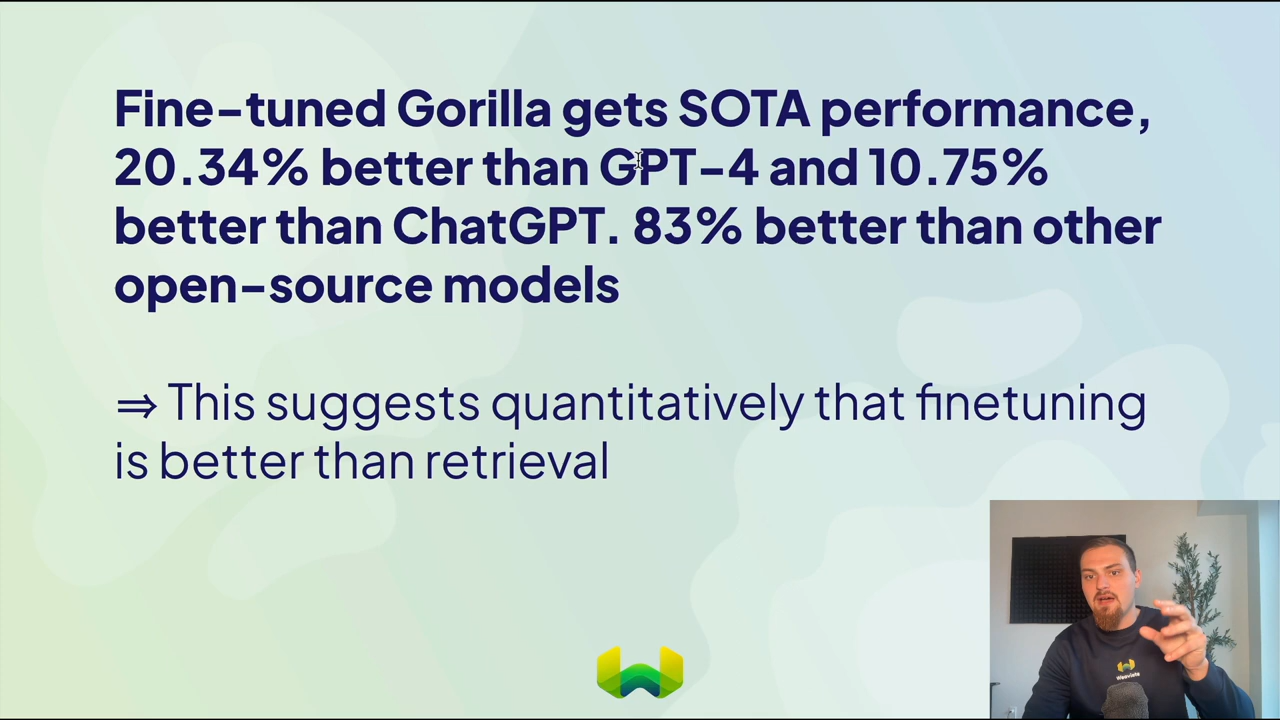 Fine-tuned Gorilla gets SOTA performance,
20.34% better than GPT-4 and 10.75%
better than ChatGPT. 83% better than other
open-source models
⇒ This suggests quantitatively that finetuning
is better than retrieval
Weaviate